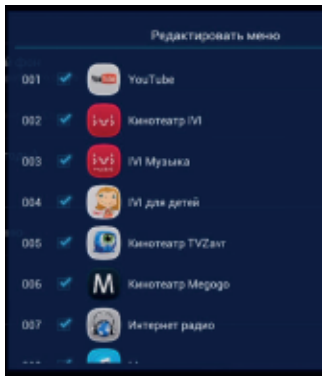 Редактировать меню
001 YouTube
002 Кинотеатр IVI
003 IVI Музыка
004 IVI для детей
005 Кинотеатр TVZavr
006 Кинотеатр Megogo
007 Интернет радио